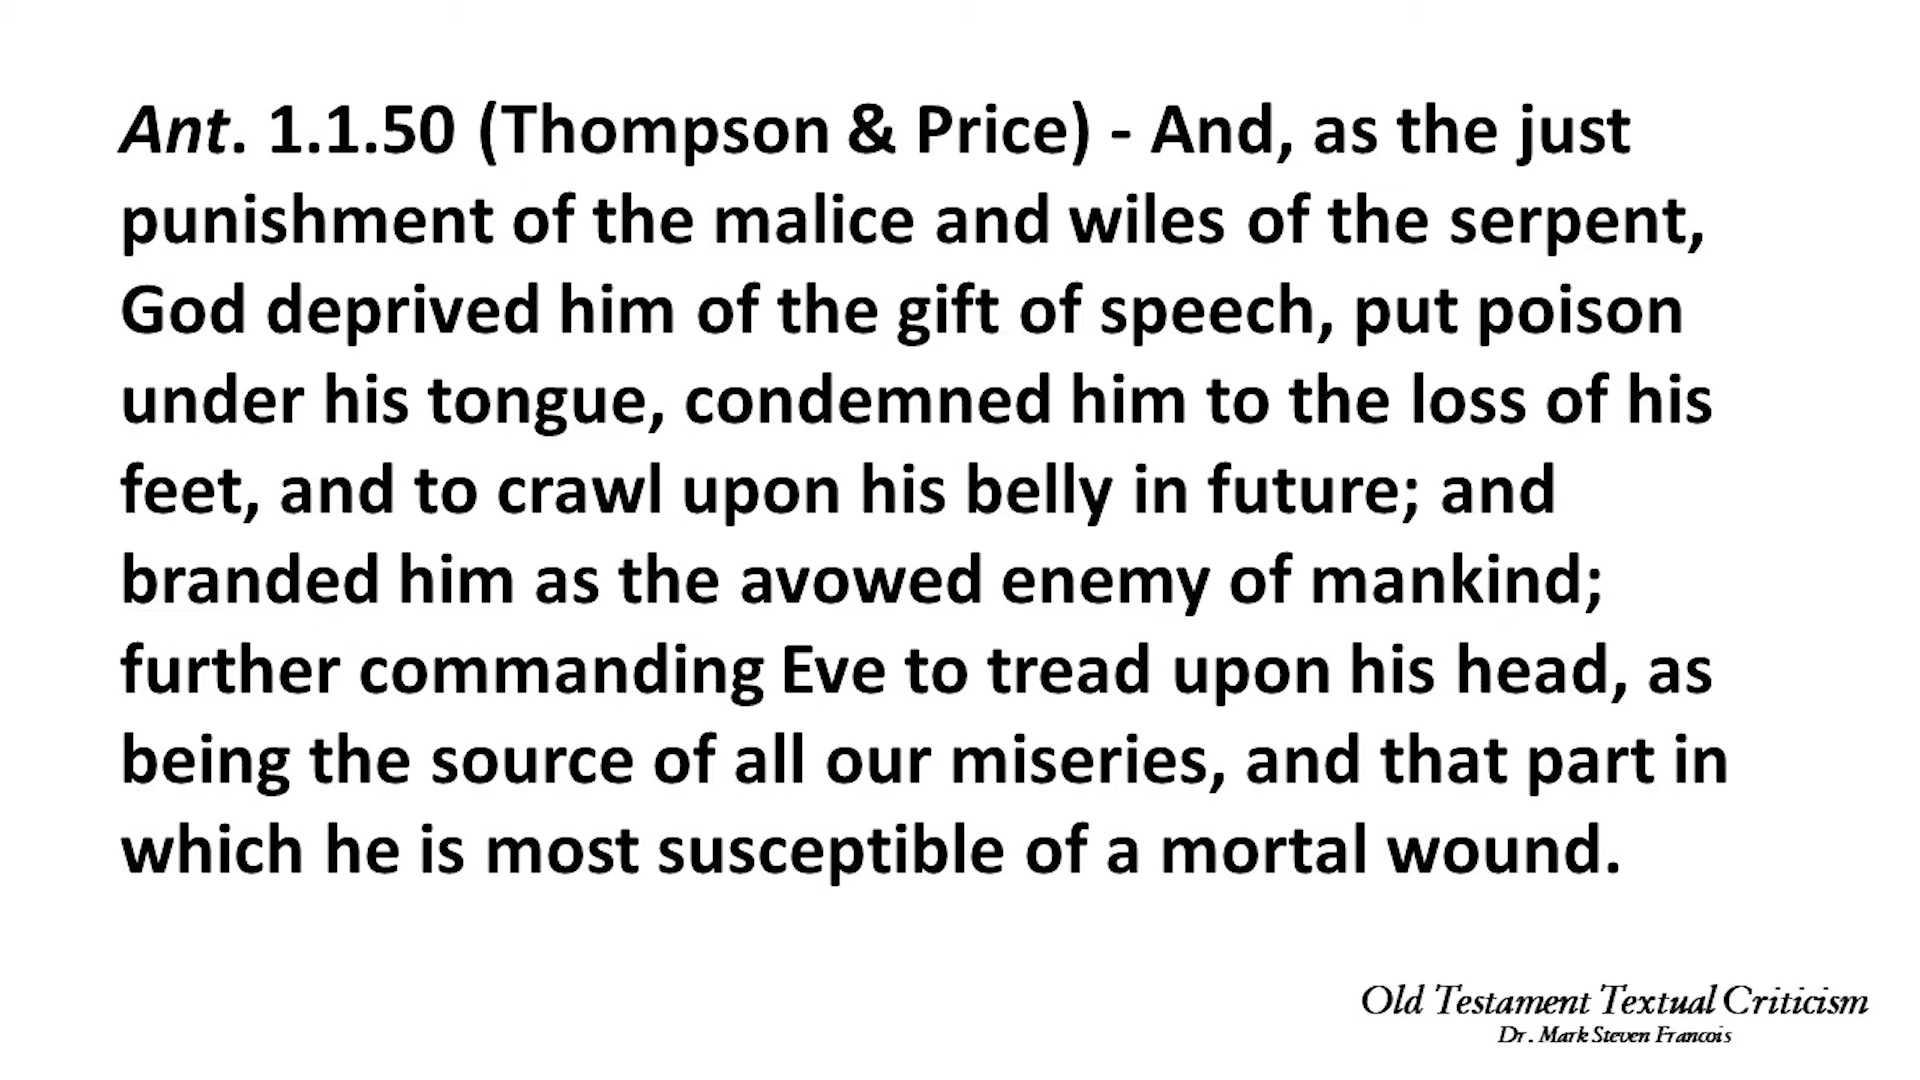 Ant. 1.1.50 (Thompson & Price) - And, as the just
punishment of the malice and wiles of the serpent,
God deprived him of the gift of speech, put poison
under his tongue, condemned him to the loss of his
feet, and to crawl upon his belly in future; and
branded him as the avowed enemy of mankind;
further commanding Eve to tread upon his head, as
being the source of all our miseries, and that part in
which he is most susceptible of a mortal wound.
Old Testament Textual Criticism
Dr. Mark Steven Francois